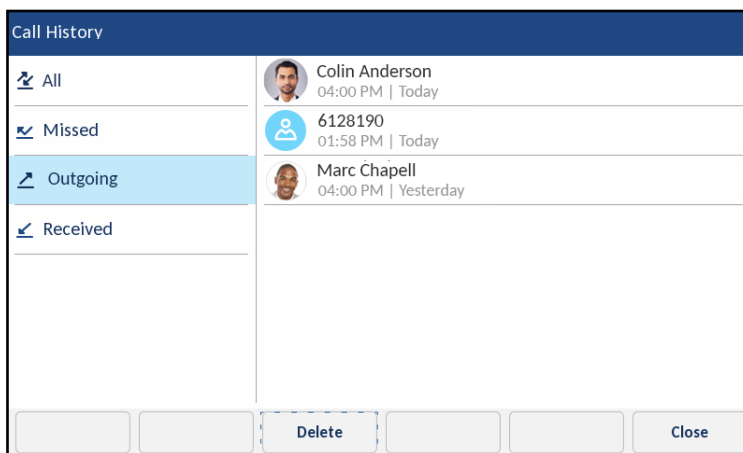 Call History
All
Missed
Outgoing
Received
Colin Anderson
04:00 PM | Today
6128190
01:58 PM | Today
Marc Chapell
04:00 PM | Yesterday
Delete
Close